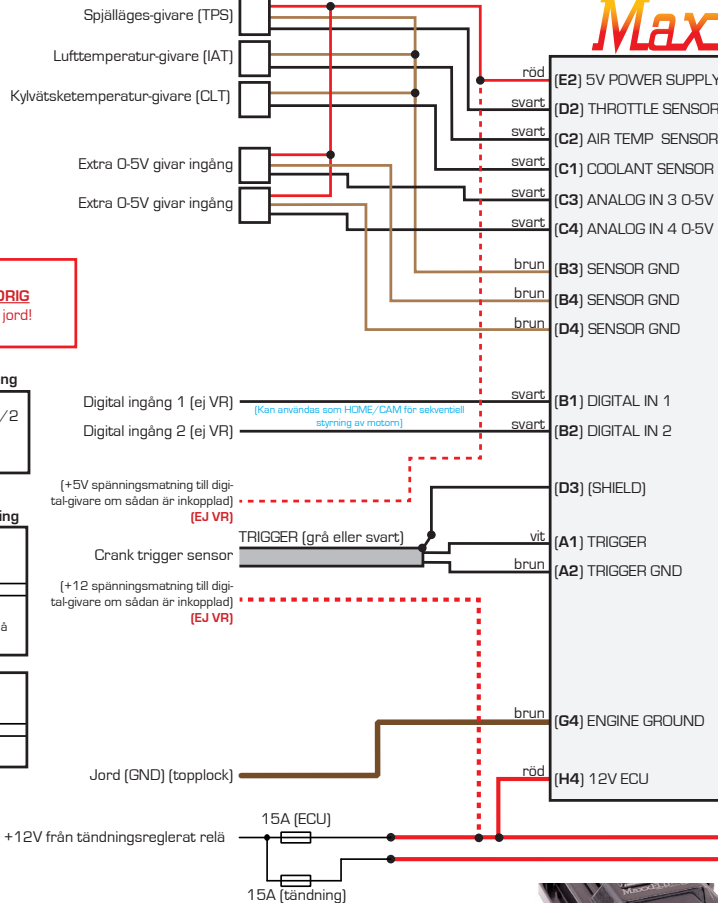 Max
Spjälläges-givare (TPS)
Lufttemperatur-givare (IAT)
Kylvätsketemperatur-givare (CLT)
Extra 0-5V givar ingång
Extra 0-5V givar ingång
röd (E2) 5V POWER SUPPLY
svart (D2) THROTTLE SENSOR
svart (C2) AIR TEMP SENSOR
svart (C1) COOLANT SENSOR
svart (C3) ANALOG IN 3 0-5V
svart (C4) ANALOG IN 4 0-5V
brun (B3) SENSOR GND
brun (B4) SENSOR GND
brun (D4) SENSOR GND
ORIG
jord!
ng
/2
ing
å
Digital ingång 1 (ej VR)
Digital ingång 2 (ej VR)
(Kan användas som HOME/CAM för sekventiell
styrning av motorn)
svart (B1) DIGITAL IN 1
svart (B2) DIGITAL IN 2
(+5V spänningsmatning till digi-
tal-givare om sådan är inkopplad)
(EJ VR)
(D3) (SHIELD)
TRIGGER (grå eller svart)
Crank trigger sensor
vit (A1) TRIGGER
brun (A2) TRIGGER GND
(+12 spänningsmatning till digi-
tal-givare om sådan är inkopplad)
(EJ VR)
brun (G4) ENGINE GROUND
Jord (GND) (topplock)
röd (H4) 12V ECU
15A (ECU)
+12V från tändningsreglerat relä
15A (tändning)